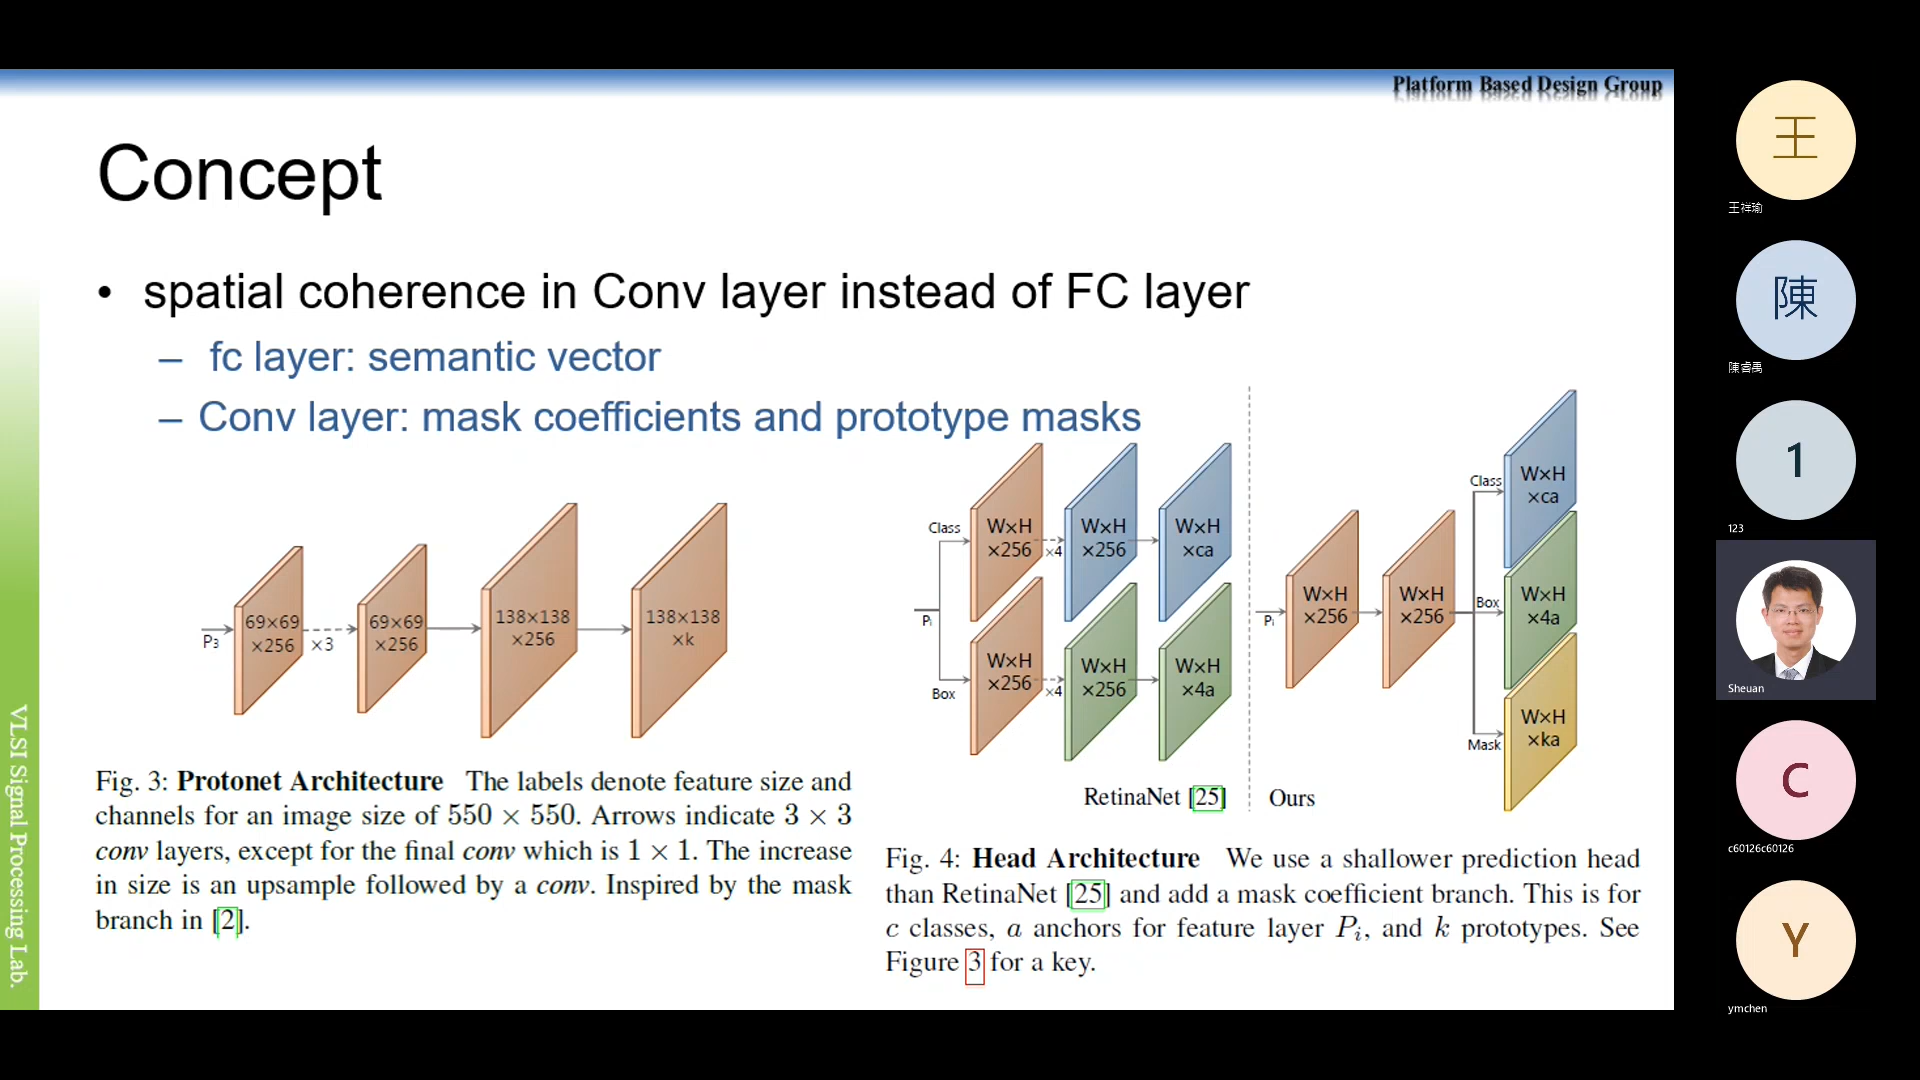 Platform Based Design Group
Concept
• spatial coherence in Conv layer instead of FC layer
– fc layer: semantic vector
– Conv layer: mask coefficients and prototype masks
P3
69×69
×256
×3
69×69
×256
138×138
×256
138×138
×k
Fig. 3: Protonet Architecture The labels denote feature size and
channels for an image size of 550 × 550. Arrows indicate 3 × 3
conv layers, except for the final conv which is 1 × 1. The increase
in size is an upsample followed by a conv. Inspired by the mask
branch in [2].
Pi
Class
W×H
×256
×4
W×H
×256
W×H
×ca
Box
W×H
×256
×4
W×H
×256
W×H
×4a
RetinaNet [25]
Pi
W×H
×256
W×H
×256
Class
W×H
×ca
Box
W×H
×4a
Mask
W×H
×ka
Ours
Fig. 4: Head Architecture We use a shallower prediction head
than RetinaNet [25] and add a mask coefficient branch. This is for
c classes, a anchors for feature layer Pi, and k prototypes. See
Figure 3 for a key.
VLSI Signal Processing Lab.
王
王祥瑜
陳
陳睿禹
1
123
Sheuan
C
c60126c60126
Y
ymchen